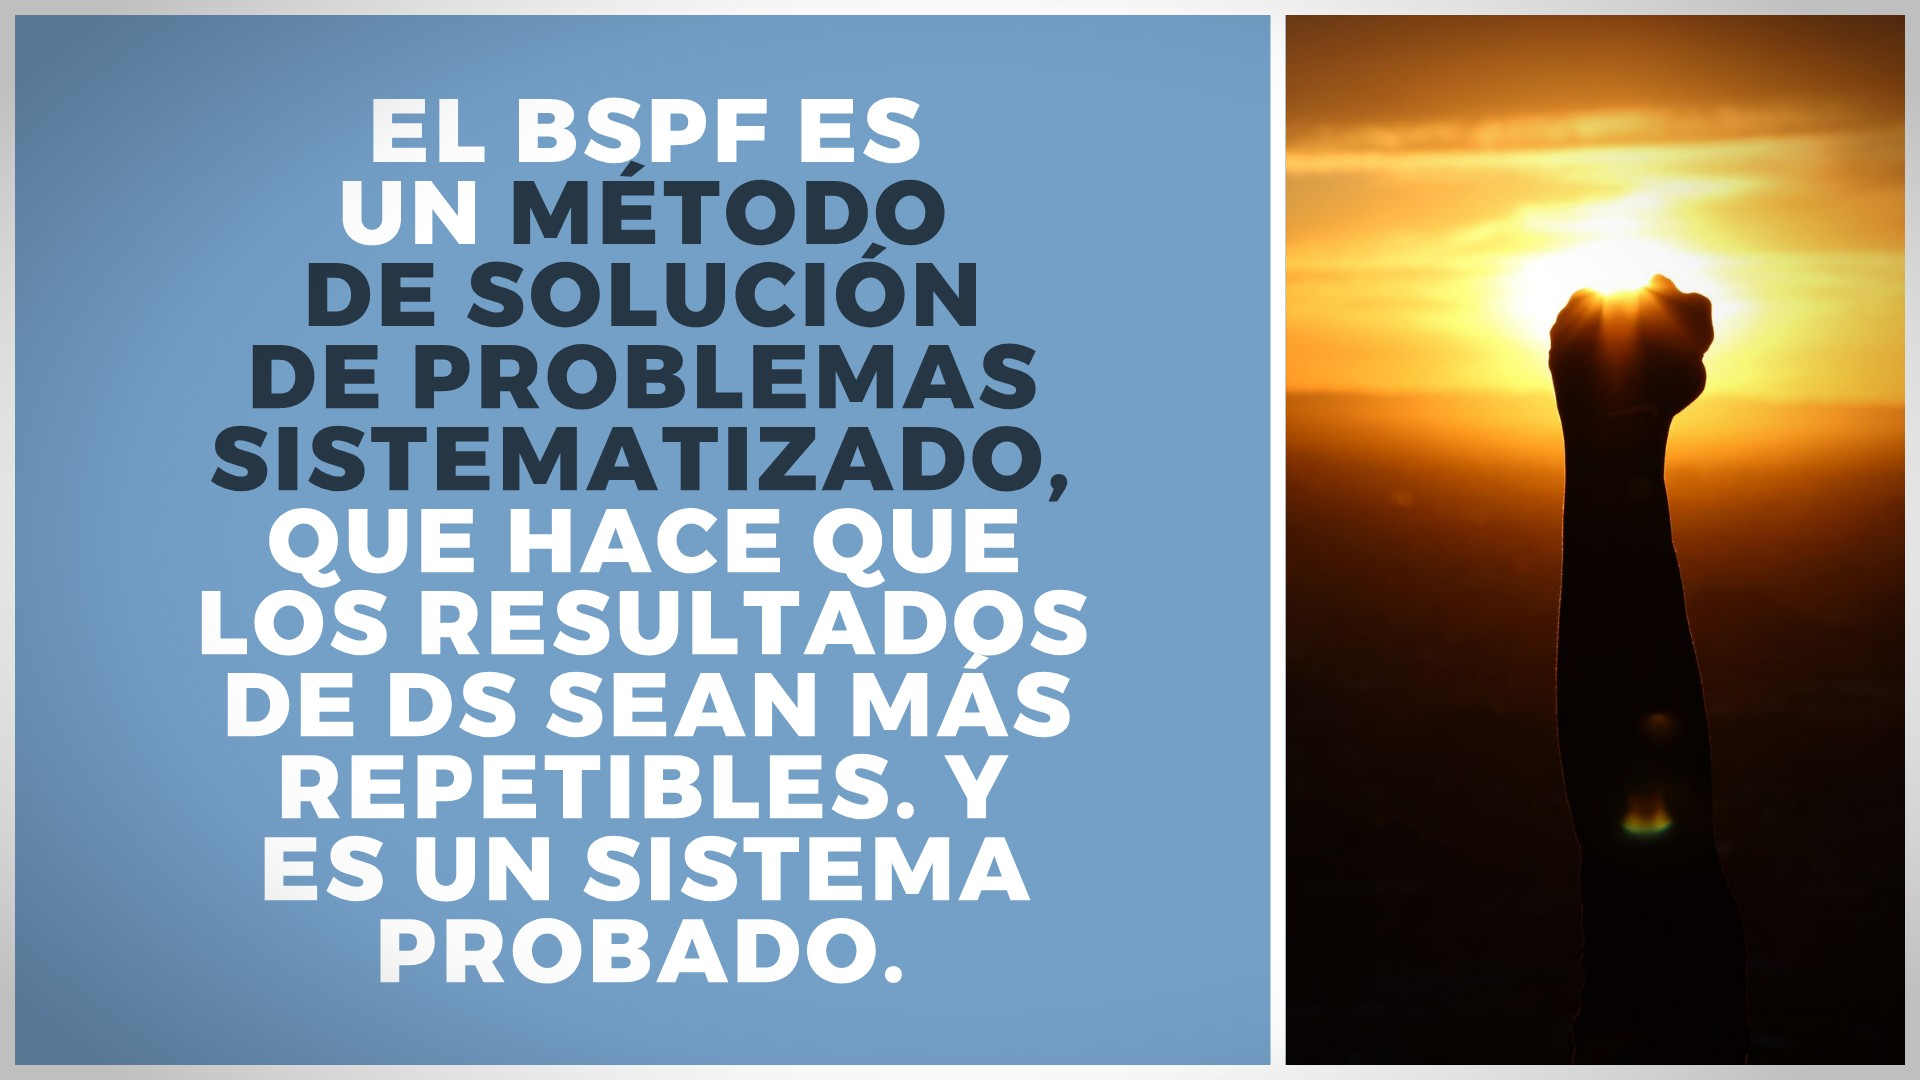 EL BSPF ES
UN MÉTODO
DE SOLUCIÓN
DE PROBLEMAS
SISTEMATIZADO,
QUE HACE QUE
LOS RESULTADOS
DE DS SEAN MÁS
REPETIBLES. Y
ES UN SISTEMA
PROBADO.